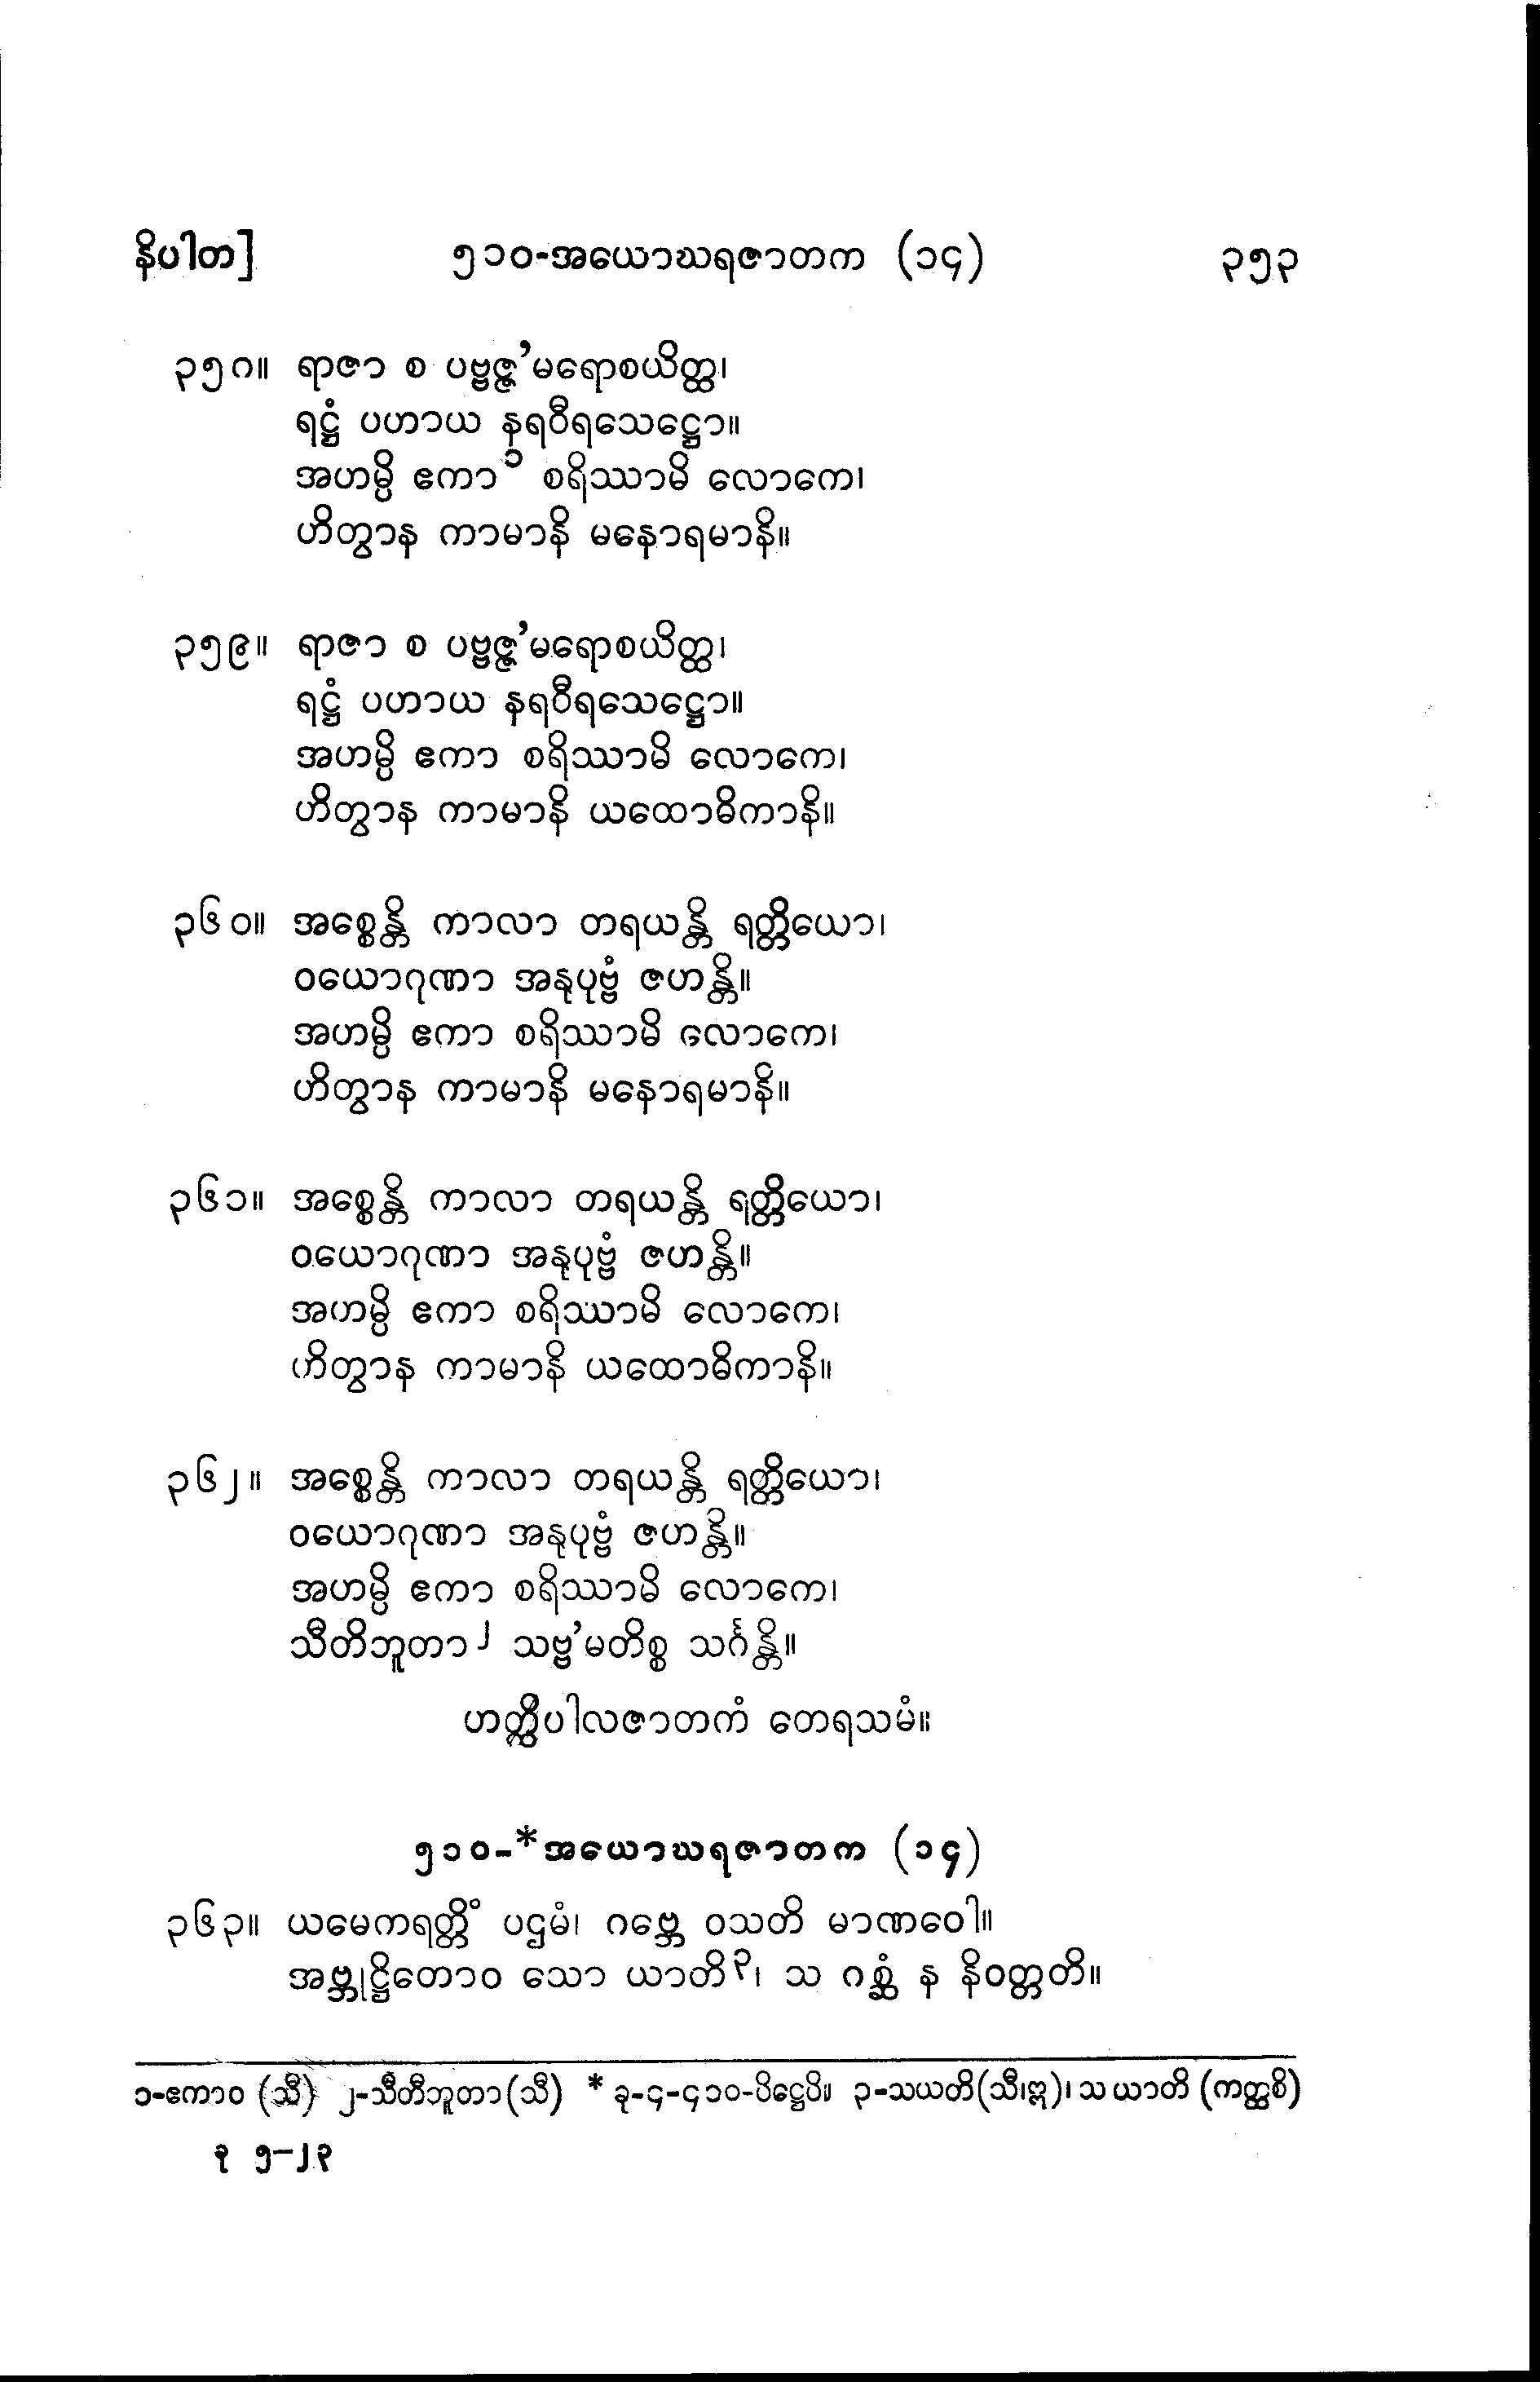 နိပါတ] ၅၁၀-အယောဃရဇာတက (၁၄) ၃၅၃
၃၅၈။ ရာဇာ စ ပဗ္ဗဇ္ဇ’မရောစယိတ္ထ၊
ရဋ္ဌံ ပဟာယ နရဝီရသေဋ္ဌော။
အဟမ္ပိ ဧကာ ၁ စရိဿာမိ လောကေ၊
ဟိတွာန ကာမာနိ မနောရမာနိ။
၃၅၉။ ရာဇာ စ ပဗ္ဗဇ္ဇ’မရောစယိတ္ထ၊
ရဋ္ဌံ ပဟာယ နရဝီရသေဋ္ဌော။
အဟမ္ပိ ဧကာ စရိဿာမိ လောကေ၊
ဟိတွာန ကာမာနိ ယထောဓိကာနိ။
၃၆၀။ အစ္စေန္တိ ကာလာ တရယန္တိ ရတ္တိယော၊
ဝယောဂုဏာ အနုပုဗ္ဗံ ဇဟန္တိ။
အဟမ္ပိ ဧကာ စရိဿာမိ လောကေ၊
ဟိတွာန ကာမာနိ မနောရမာနိ။
၃၆၁။ အစ္စေန္တိ ကာလာ တရယန္တိ ရတ္တိယော၊
ဝယောဂုဏာ အနုပုဗ္ဗံ ဇဟန္တိ။
အဟမ္ပိ ဧကာ စရိဿာမိ လောကေ၊
ဟိတွာန ကာမာနိ ယထောဓိကာနိ။
၃၆၂။ အစ္စေန္တိ ကာလာ တရယန္တိ ရတ္တိယော၊
ဝယောဂုဏာ အနုပုဗ္ဗံ ဇဟန္တိ။
အဟမ္ပိ ဧကာ စရိဿာမိ လောကေ၊
သီတိဘူတာ ၂ သဗ္ဗ’မတိစ္စ သင်္ဂန္တိ။
ဟတ္ထိပါလဇာတကံ တေရသမံ။
၅၁၀-*အယောဃရဇာတက (၁၄)
၃၆၃။ ယမေကရတ္တိံ ပဌမံ၊ ဂဗ္ဘေ ဝသတိ မာဏဝေါ။
အဗ္ဘုဋ္ဌိတောဝ သော ယာတိ ၃၊ သ ဂစ္ဆံ န နိဝတ္တတိ။
၁-ဧကာဝ (သီ) ၂-သီတီဘူတာ(သီ) * ခု-၄-၄၁၀-ပိဋ္ဌေပိ။ ၃-သယတိ(သီ၊ဣ)၊ သ ယာတိ (ကတ္ထစိ)
ခု ၅-၂၃